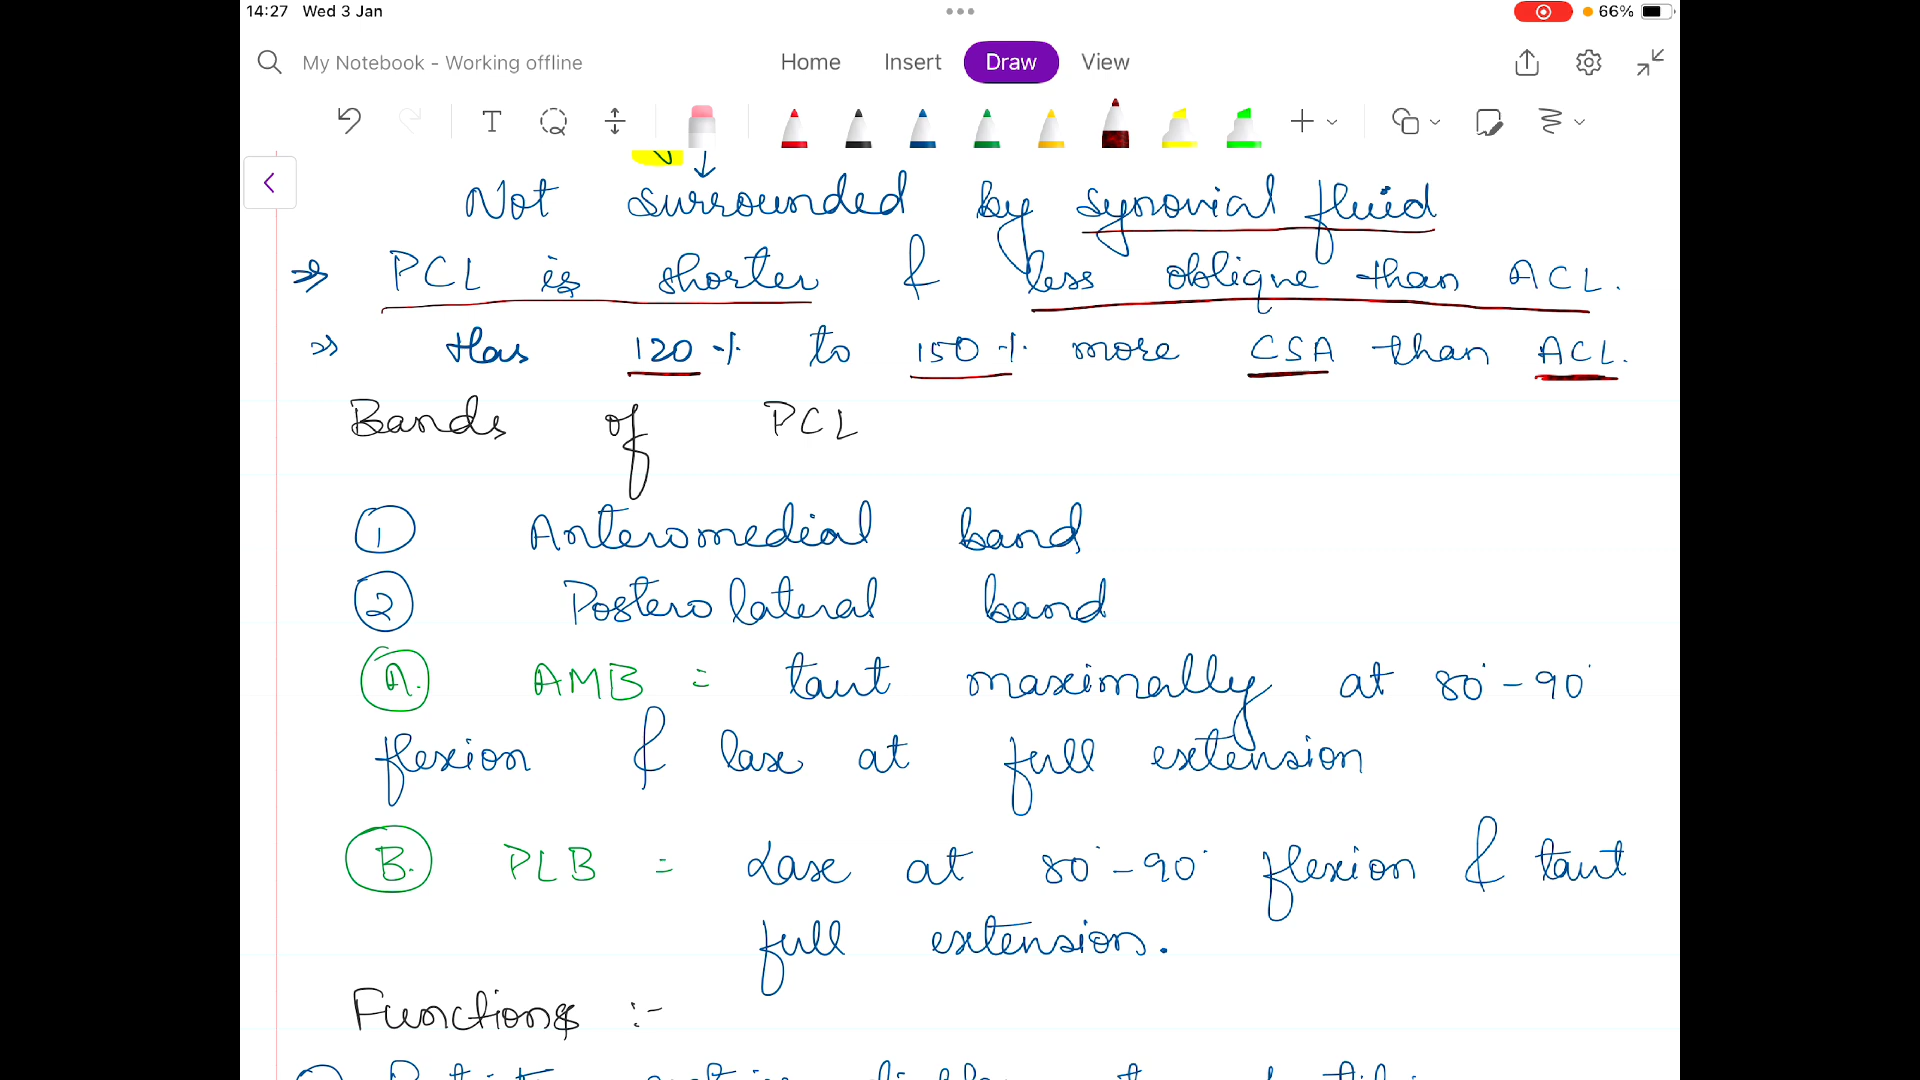 14:27 Wed 3 Jan
66%
My Notebook - Working offline
Home Insert Draw View
T
Not surrounded by synovial fluid
⇒ PCL is shorter & less oblique than ACL.
⇒ Has 120% to 150% more CSA than ACL.
Bands of PCL
① Anteromedial band
② Posterolateral band
Ⓐ. AMB = taut maximally at 80°-90°
flexion & lax at full extension
Ⓑ. PLB = Lax at 80°-90° flexion & taut
full extension.
Functions :-